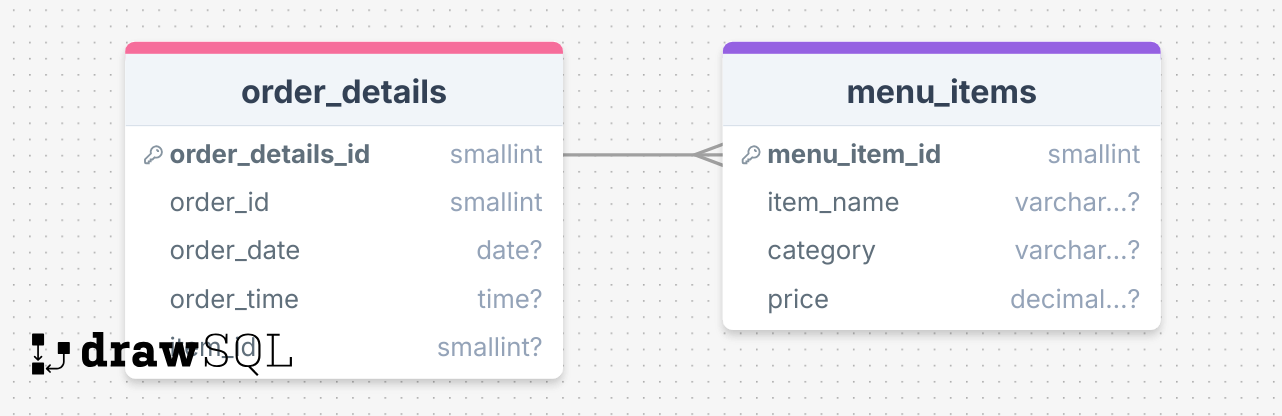 order_details
order_details_id smallint
order_id smallint
order_date date?
order_time time?
item_id smallint?
menu_items
menu_item_id smallint
item_name varchar...?
category varchar...?
price decimal...?
drawSQL